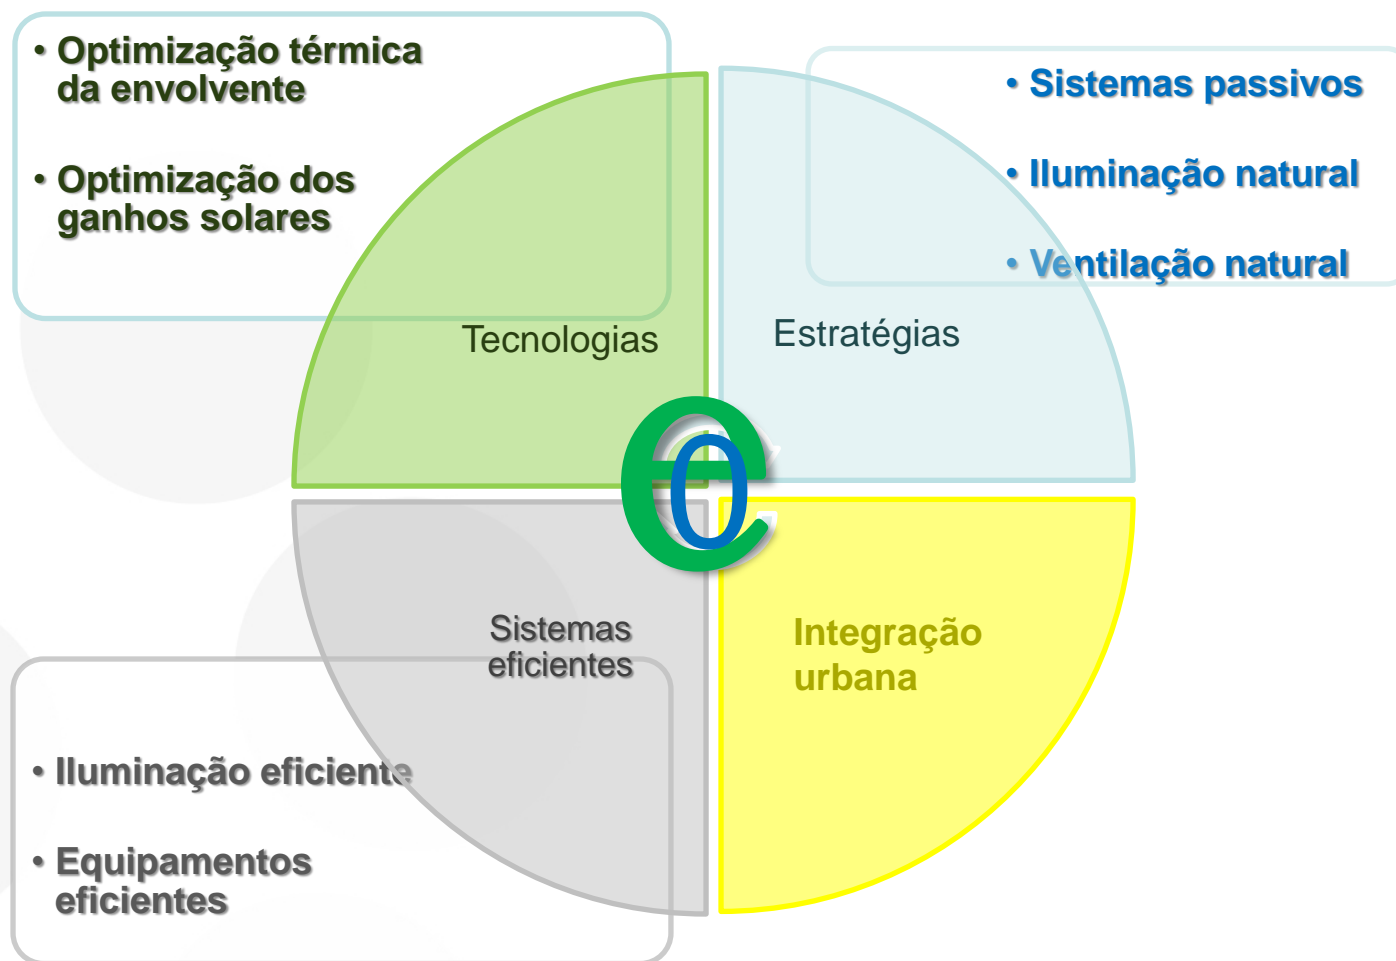 • Optimização térmica
da envolvente
• Optimização dos
ganhos solares
• Sistemas passivos
• Iluminação natural
• Ventilação natural
Tecnologias
Estratégias
e
0
Sistemas
eficientes
Integração
urbana
• Iluminação eficiente
• Equipamentos
eficientes